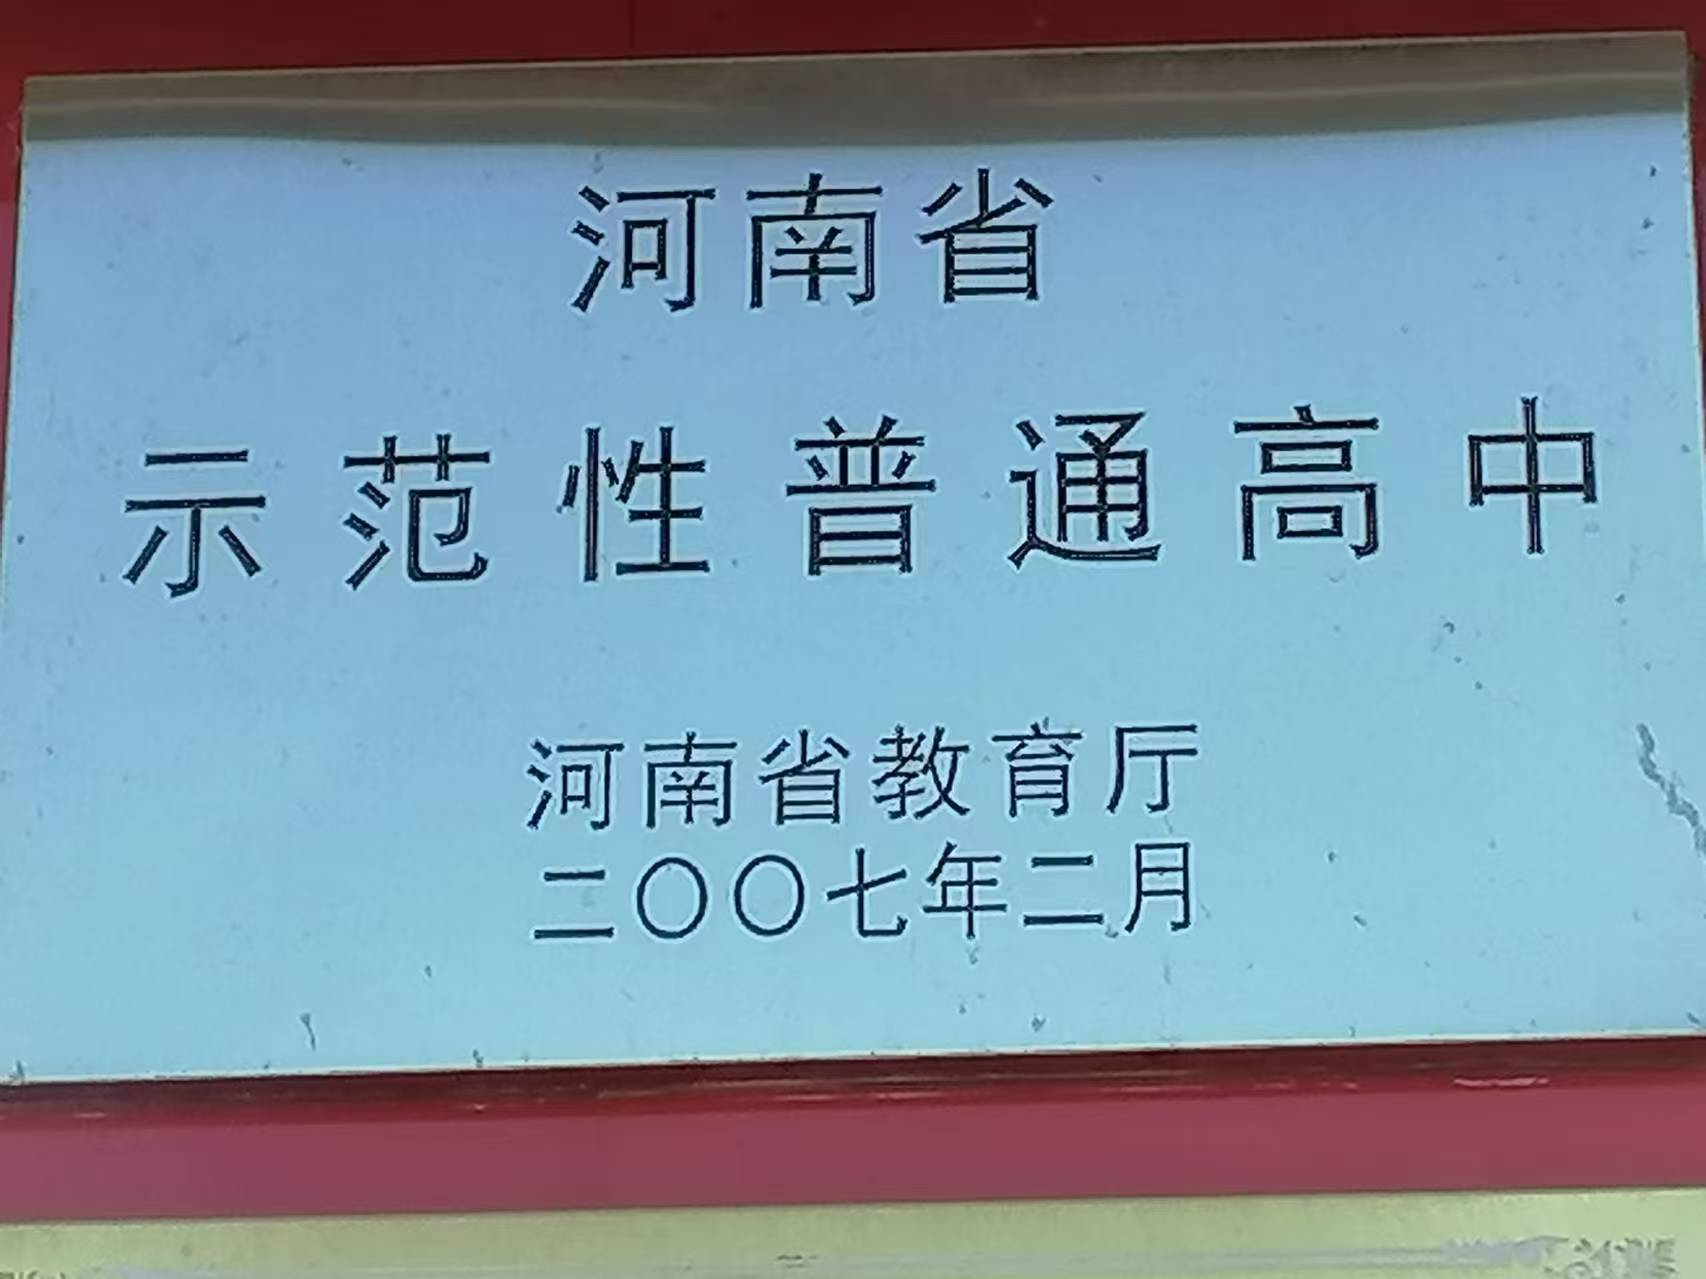 河南省
示范性普通高中
河南省教育厅
二〇〇七年二月